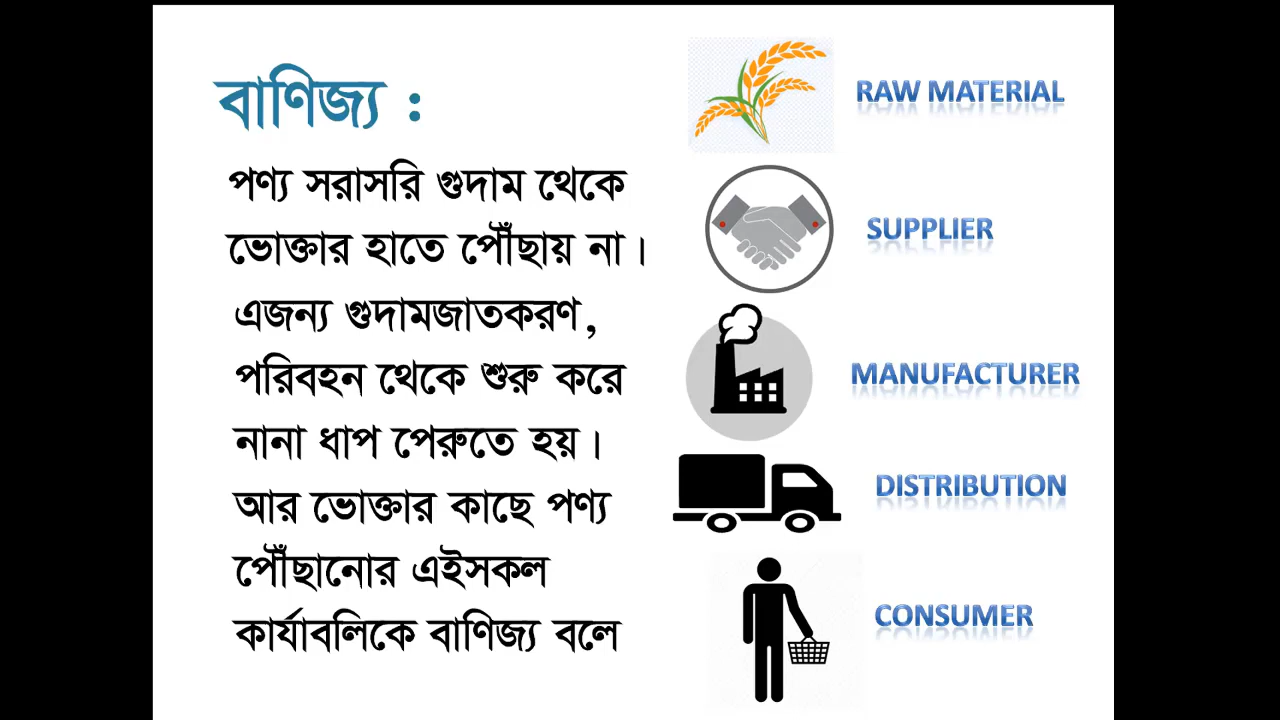 বাণিজ্য :
পণ্য সরাসরি গুদাম থেকে
ভোক্তার হাতে পৌঁছায় না।
এজন্য গুদামজাতকরণ,
পরিবহন থেকে শুরু করে
নানা ধাপ পেরুতে হয়।
আর ভোক্তার কাছে পণ্য
পৌঁছানোর এইসকল
কার্যাবলিকে বাণিজ্য বলে
RAW MATERIAL
SUPPLIER
MANUFACTURER
DISTRIBUTION
CONSUMER